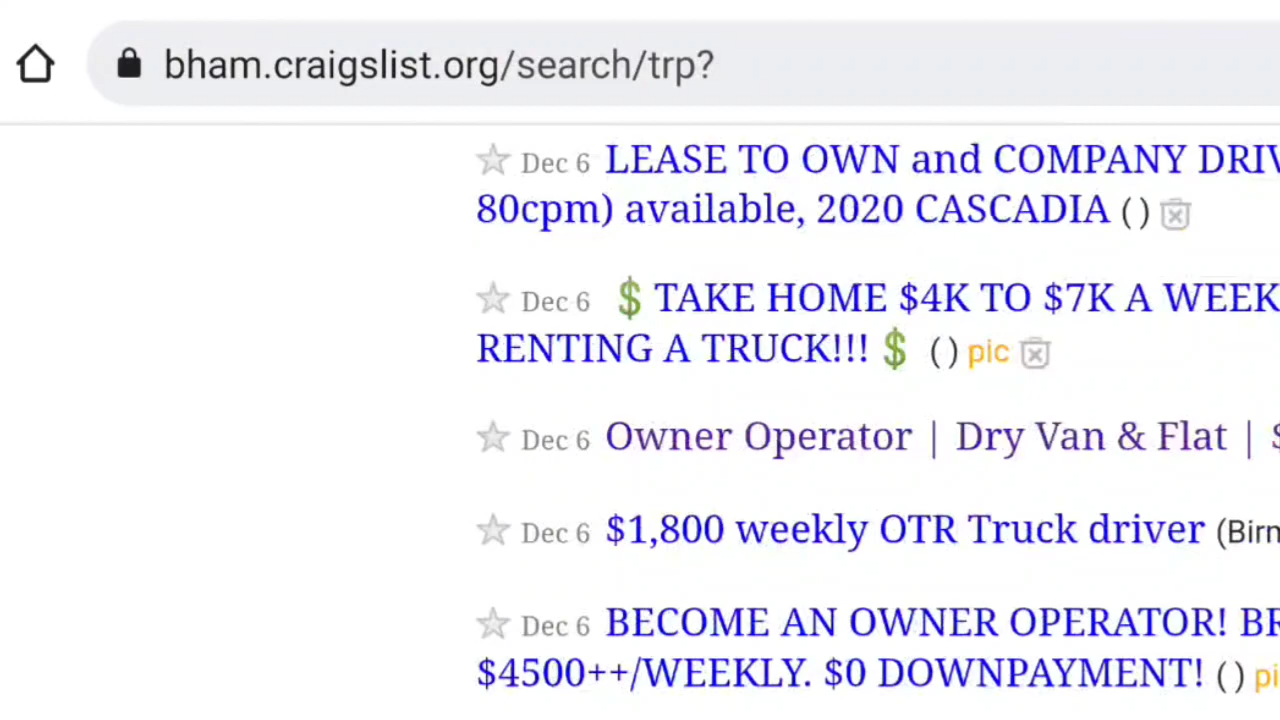 bham.craigslist.org/search/trp?
Dec 6 LEASE TO OWN and COMPANY
80cpm) available, 2020 CASCADIA ()
Dec 6 💲 TAKE HOME $4K TO $7K A WEEK
RENTING A TRUCK!!! 💲 () pic
Dec 6 Owner Operator | Dry Van & Flat |
Dec 6 $1,800 weekly OTR Truck driver
Dec 6 BECOME AN OWNER OPERATOR!
$4500++/WEEKLY. $0 DOWNPAYMENT! ()